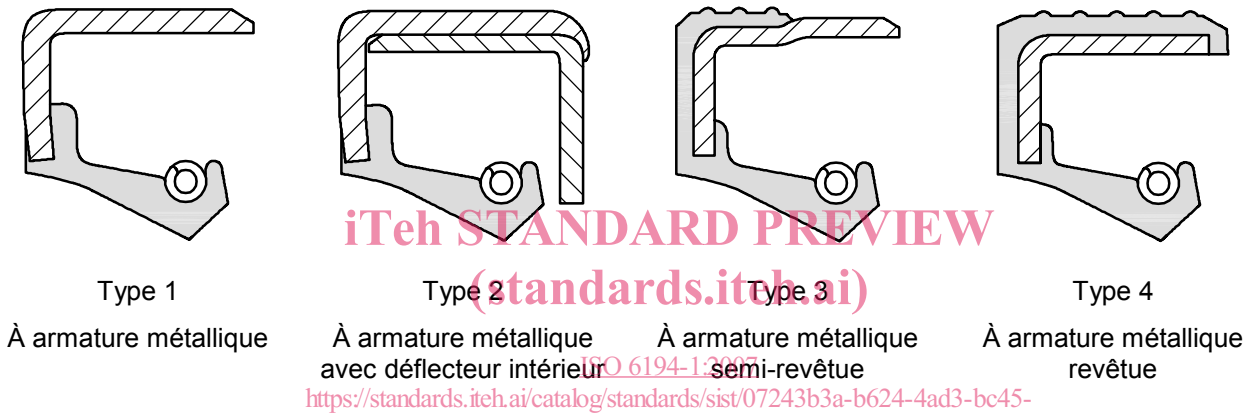 iTeh STANDARD PREVIEW
(standards.iteh.ai)
Type 1
Type 2
Type 3
Type 4
À armature métallique
À armature métallique
avec déflecteur intérieur
À armature métallique
semi-revêtue
À armature métallique
revêtue
ISO 6194-1:2007
https://standards.iteh.ai/catalog/standards/sist/07243b3a-b624-4ad3-bc45-